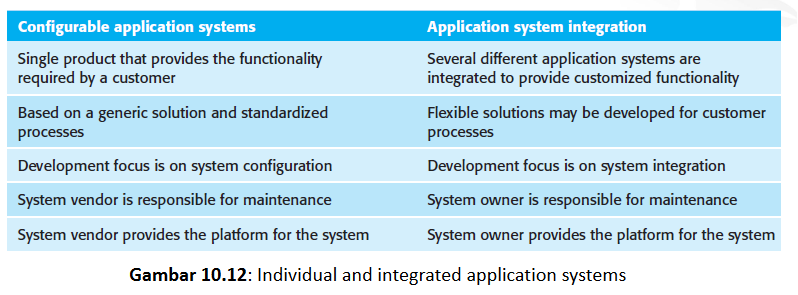 Configurable application systems
Application system integration
Single product that provides the functionality
required by a customer
Several different application systems are
integrated to provide customized functionality
Based on a generic solution and standardized
processes
Flexible solutions may be developed for customer
processes
Development focus is on system configuration
Development focus is on system integration
System vendor is responsible for maintenance
System owner is responsible for maintenance
System vendor provides the platform for the system
System owner provides the platform for the system
Gambar 10.12: Individual and integrated application systems